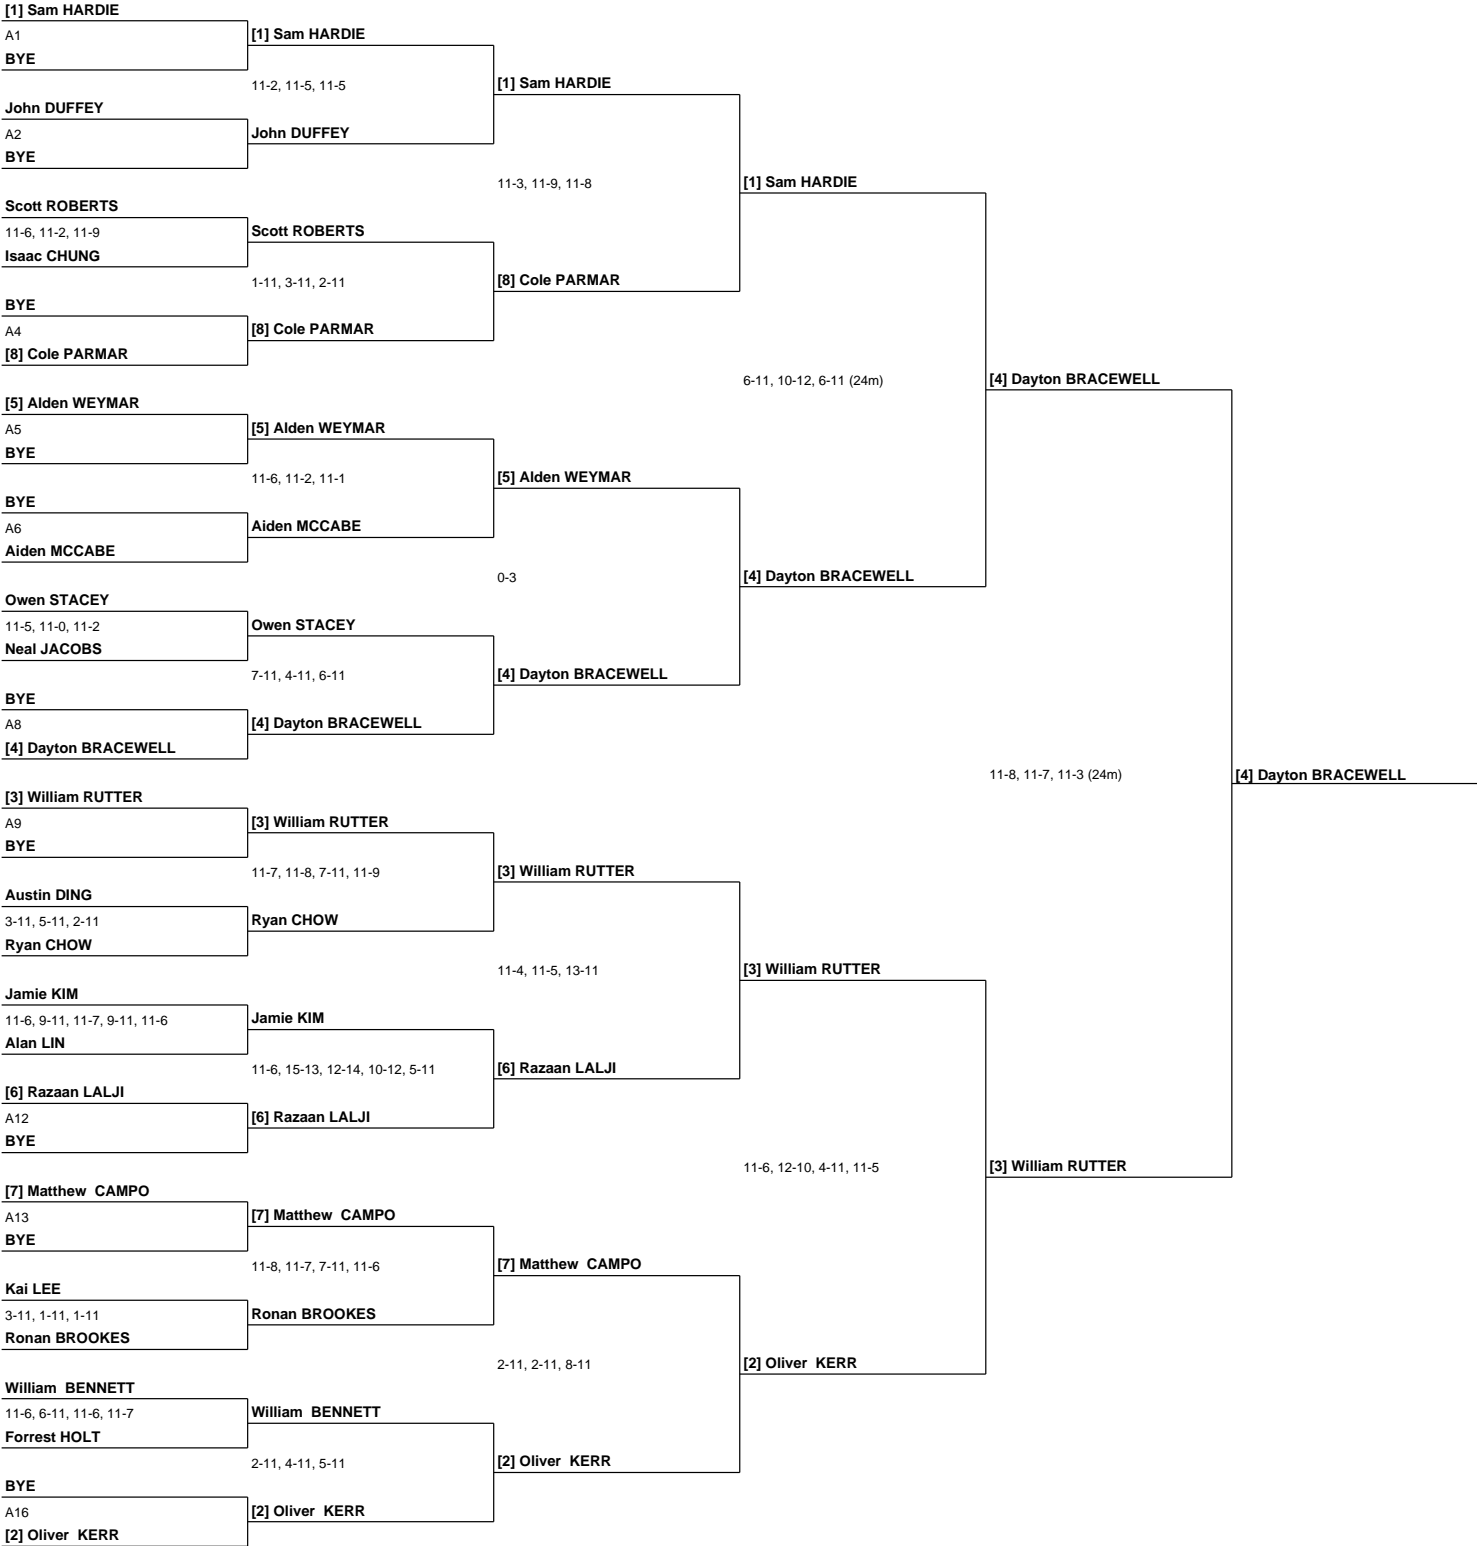 [1] Sam HARDIE
A1
BYE
John DUFFEY
A2
BYE
Scott ROBERTS
11-6, 11-2, 11-9
Isaac CHUNG
BYE
A4
[8] Cole PARMAR
[5] Alden WEYMAR
A5
BYE
BYE
A6
Aiden MCCABE
Owen STACEY
11-5, 11-0, 11-2
Neal JACOBS
BYE
A8
[4] Dayton BRACEWELL
[3] William RUTTER
A9
BYE
Austin DING
3-11, 5-11, 2-11
Ryan CHOW
Jamie KIM
11-6, 9-11, 11-7, 9-11, 11-6
Alan LIN
[6] Razaan LALJI
A12
BYE
[7] Matthew  CAMPO
A13
BYE
Kai LEE
3-11, 1-11, 1-11
Ronan BROOKES
William  BENNETT
11-6, 6-11, 11-6, 11-7
Forrest HOLT
BYE
A16
[2] Oliver  KERR
[1] Sam HARDIE
11-2, 11-5, 11-5
John DUFFEY
Scott ROBERTS
1-11, 3-11, 2-11
[8] Cole PARMAR
[5] Alden WEYMAR
11-6, 11-2, 11-1
Aiden MCCABE
Owen STACEY
7-11, 4-11, 6-11
[4] Dayton BRACEWELL
[3] William RUTTER
11-7, 11-8, 7-11, 11-9
Ryan CHOW
Jamie KIM
11-6, 15-13, 12-14, 10-12, 5-11
[6] Razaan LALJI
[7] Matthew  CAMPO
11-8, 11-7, 7-11, 11-6
Ronan BROOKES
William  BENNETT
2-11, 4-11, 5-11
[2] Oliver  KERR
[1] Sam HARDIE
11-3, 11-9, 11-8
[8] Cole PARMAR
[5] Alden WEYMAR
0-3
[4] Dayton BRACEWELL
[3] William RUTTER
11-4, 11-5, 13-11
[6] Razaan LALJI
[7] Matthew  CAMPO
2-11, 2-11, 8-11
[2] Oliver  KERR
[1] Sam HARDIE
6-11, 10-12, 6-11 (24m)
[4] Dayton BRACEWELL
[3] William RUTTER
11-6, 12-10, 4-11, 11-5
[2] Oliver  KERR
[4] Dayton BRACEWELL
11-8, 11-7, 11-3 (24m)
[3] William RUTTER
[4] Dayton BRACEWELL